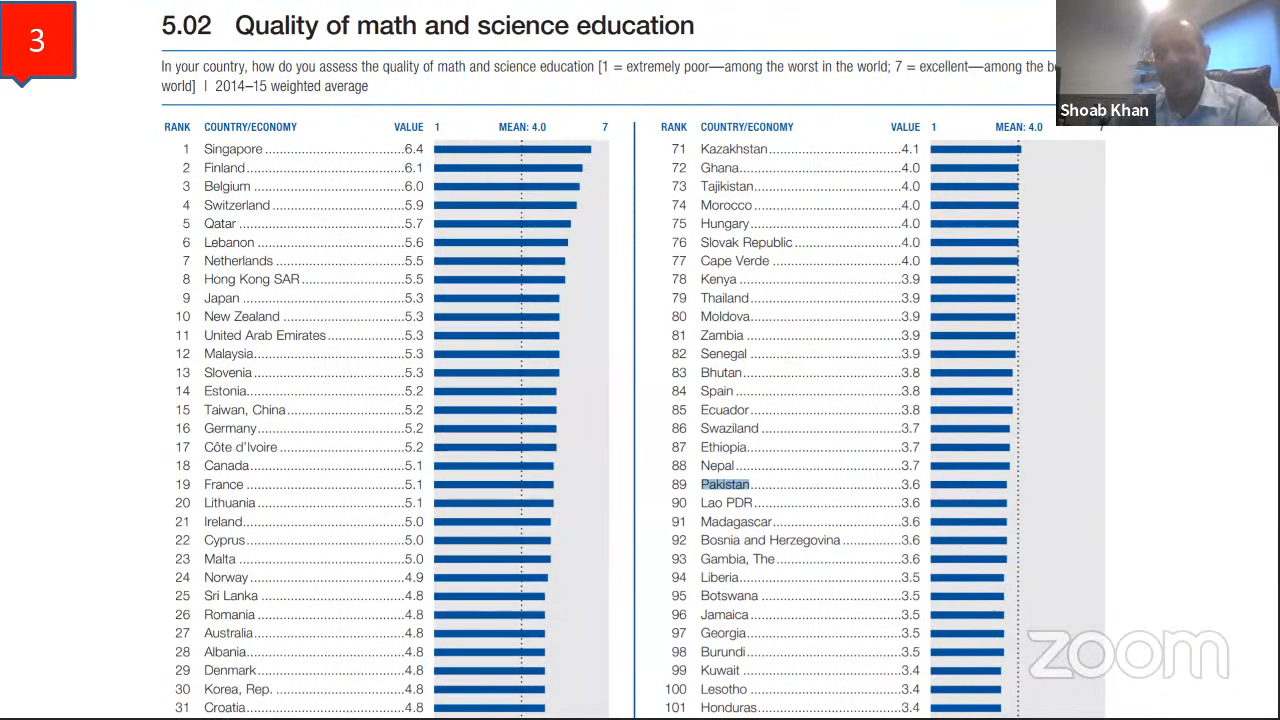 3
5.02 Quality of math and science education
In your country, how do you assess the quality of math and science education [1 = extremely poor—among the worst in the world; 7 = excellent—among the
world] | 2014–15 weighted average
Shoab Khan
RANK COUNTRY/ECONOMY VALUE 1 MEAN: 4.0 7
1 Singapore 6.4
2 Finland 6.1
3 Belgium 6.0
4 Switzerland 5.9
5 Qatar 5.7
6 Lebanon 5.6
7 Netherlands 5.5
8 Hong Kong SAR 5.5
9 Japan 5.3
10 New Zealand 5.3
11 United Arab Emirates 5.3
12 Malaysia 5.3
13 Slovenia 5.3
14 Estonia 5.2
15 Taiwan, China 5.2
16 Germany 5.2
17 Côte d'Ivoire 5.2
18 Canada 5.1
19 France 5.1
20 Lithuania 5.1
21 Ireland 5.0
22 Cyprus 5.0
23 Malta 5.0
24 Norway 4.9
25 Sri Lanka 4.8
26 Romania 4.8
27 Australia 4.8
28 Albania 4.8
29 Denmark 4.8
30 Korea, Rep. 4.8
31 Croatia 4.8
RANK COUNTRY/ECONOMY VALUE 1 MEAN: 4.0 7
71 Kazakhstan 4.1
72 Ghana 4.0
73 Tajikistan 4.0
74 Morocco 4.0
75 Hungary 4.0
76 Slovak Republic 4.0
77 Cape Verde 4.0
78 Kenya 3.9
79 Thailand 3.9
80 Moldova 3.9
81 Zambia 3.9
82 Senegal 3.9
83 Bhutan 3.8
84 Spain 3.8
85 Ecuador 3.8
86 Swaziland 3.7
87 Ethiopia 3.7
88 Nepal 3.7
89 Pakistan 3.6
90 Lao PDR 3.6
91 Madagascar 3.6
92 Bosnia and Herzegovina 3.6
93 Gambia, The 3.6
94 Liberia 3.5
95 Botswana 3.5
96 Jamaica 3.5
97 Georgia 3.5
98 Burundi 3.5
99 Kuwait 3.4
100 Lesotho 3.4
101 Honduras 3.4
zoom